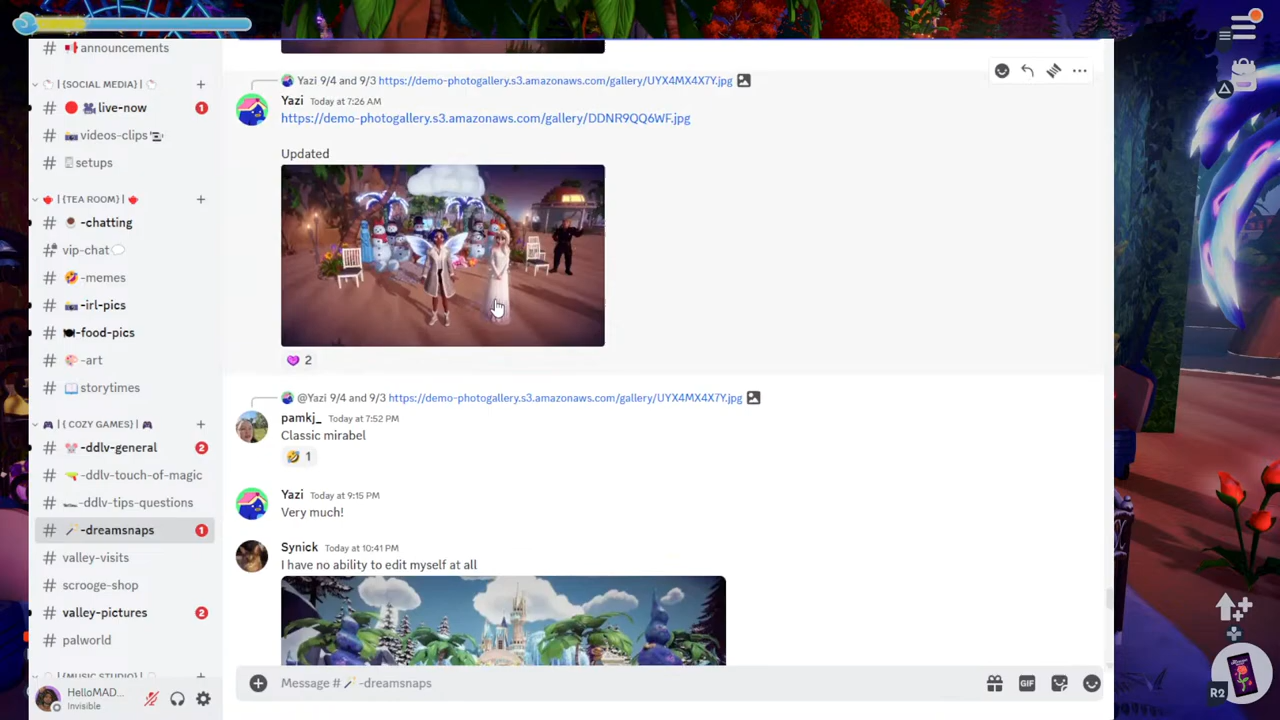 announcements
| {SOCIAL MEDIA} |
live-now
1
videos-clips
setups
| {TEA ROOM} |
-chatting
vip-chat
-memes
-irl-pics
-food-pics
-art
storytimes
| { COZY GAMES} |
-ddlv-general
2
-ddlv-touch-of-magic
-ddlv-tips-questions
-dreamsnaps
1
valley-visits
scrooge-shop
valley-pictures
2
palworld
| {MUSIC STUDIO} |
HelloMAD...
Invisible
Yazi 9/4 and 9/3 https://demo-photogallery.s3.amazonaws.com/gallery/UYX4MX4X7Y.jpg
Yazi Today at 7:26 AM
https://demo-photogallery.s3.amazonaws.com/gallery/DDNR9QQ6WF.jpg
Updated
2
@Yazi 9/4 and 9/3 https://demo-photogallery.s3.amazonaws.com/gallery/UYX4MX4X7Y.jpg
pamkj_ Today at 7:52 PM
Classic mirabel
1
Yazi Today at 9:15 PM
Very much!
Synick Today at 10:41 PM
I have no ability to edit myself at all
Message # -dreamsnaps
GIF
R2